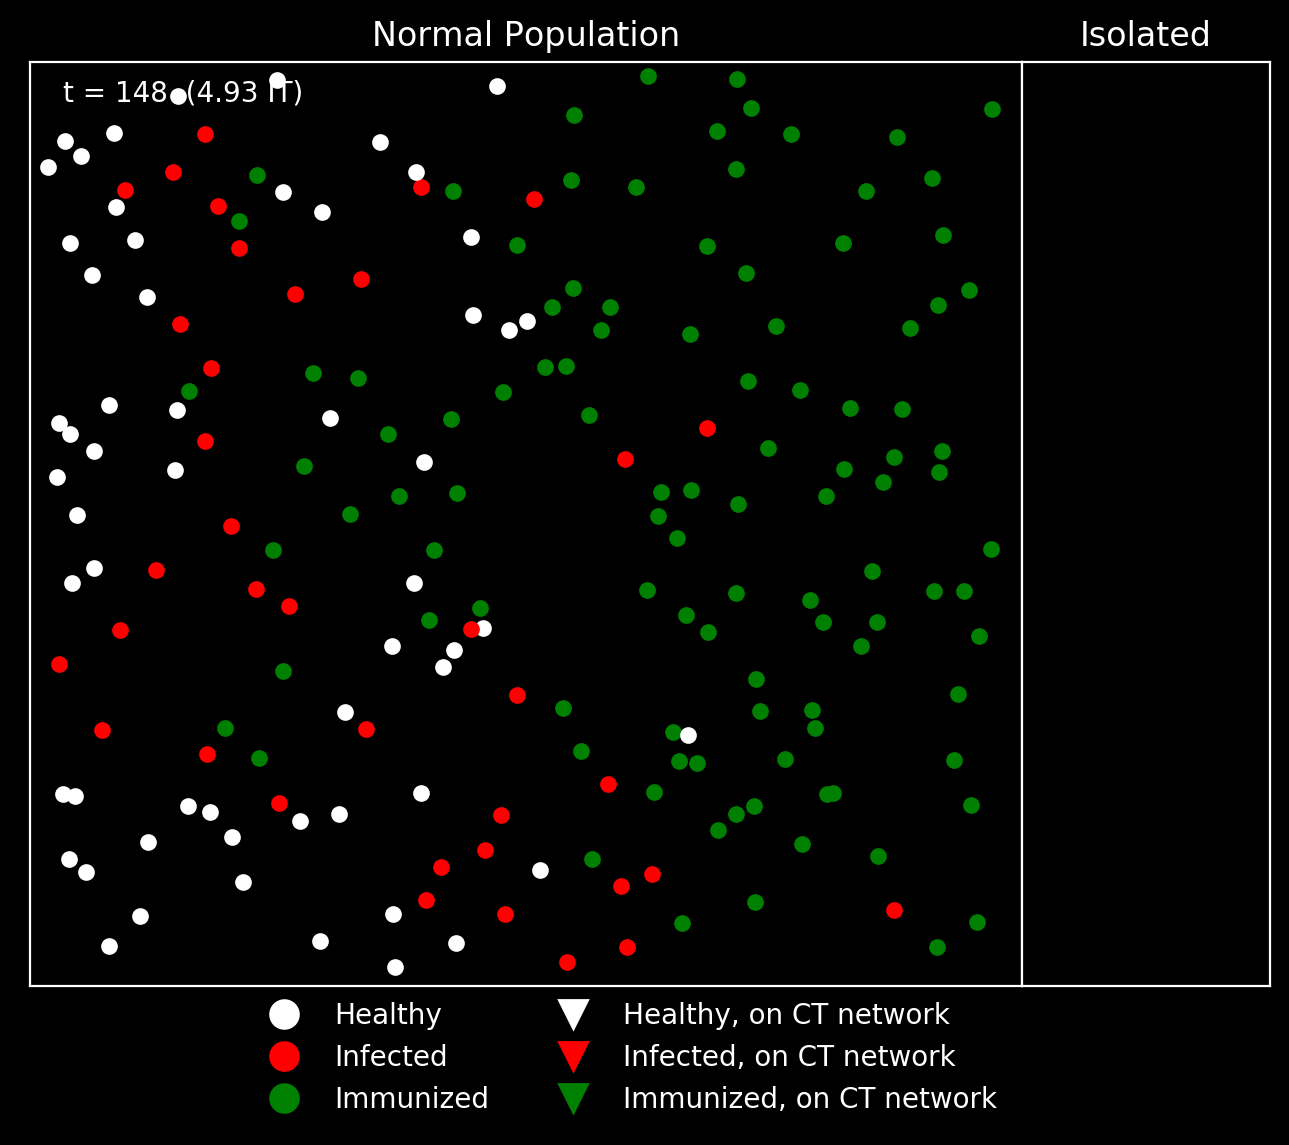 Normal Population
Isolated
t = 148 (4.93 IT)
Healthy
Infected
Immunized
Healthy, on CT network
Infected, on CT network
Immunized, on CT network